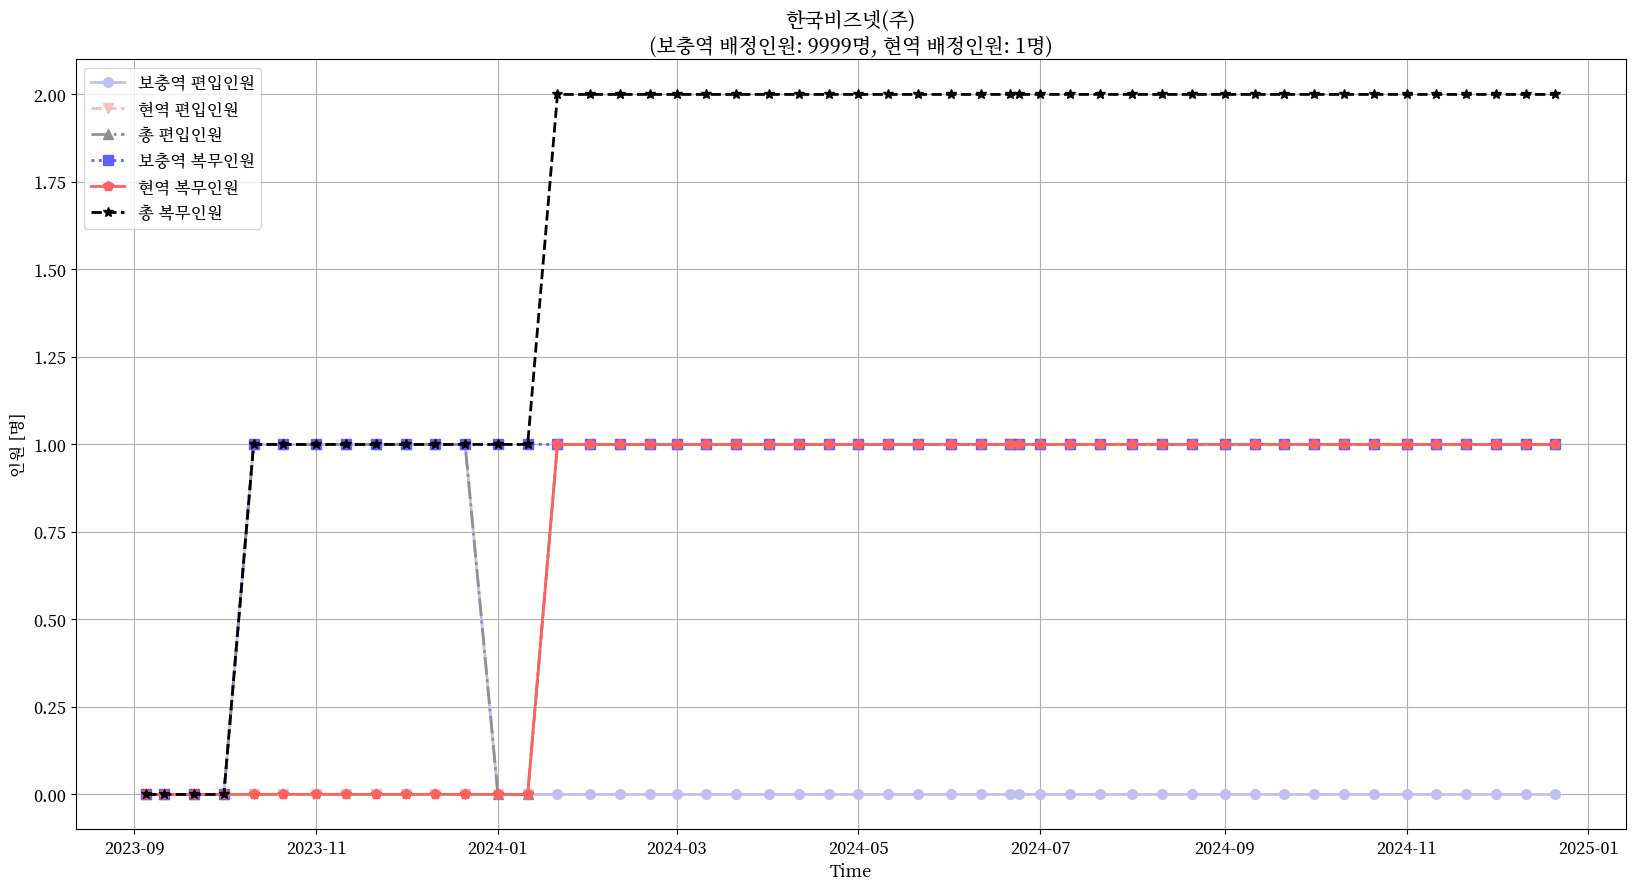 한국비즈넷(주)
(보충역 배정인원: 9999명, 현역 배정인원: 1명)
보충역 편입인원
현역 편입인원
총 편입인원
보충역 복무인원
현역 복무인원
총 복무인원
2.00
1.75
1.50
1.25
1.00
0.75
0.50
0.25
0.00
인원 [명]
2023-09 2023-11 2024-01 2024-03 2024-05 2024-07 2024-09 2024-11 2025-01
Time